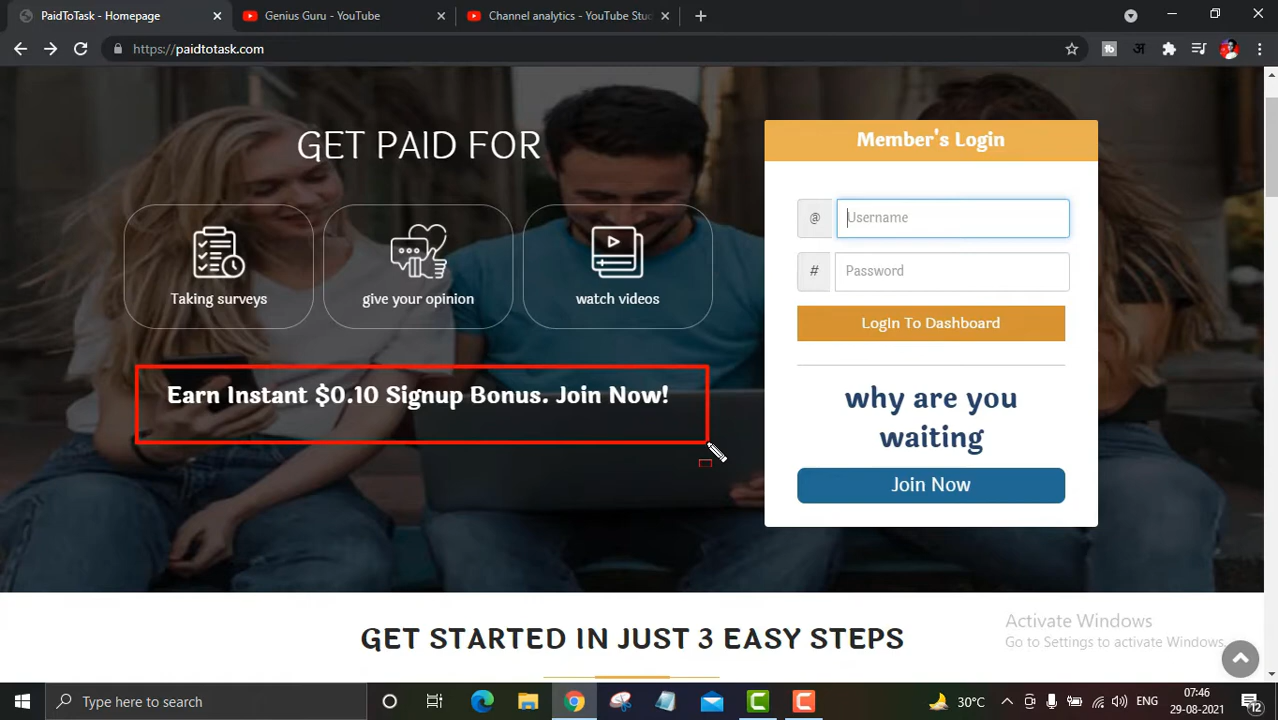 PaidToTask - Homepage
Genius Guru - YouTube
Channel analytics - YouTube Stud
https://paidtotask.com
GET PAID FOR
Taking surveys
give your opinion
watch videos
Earn Instant $0.10 Signup Bonus. Join Now!
Member's Login
@ Username
# Password
LogIn To Dashboard
why are you
waiting
Join Now
GET STARTED IN JUST 3 EASY STEPS
Activate Windows
Go to Settings to activate Windows.
Type here to search
30°C
ENG
07:46
29-08-2021
12